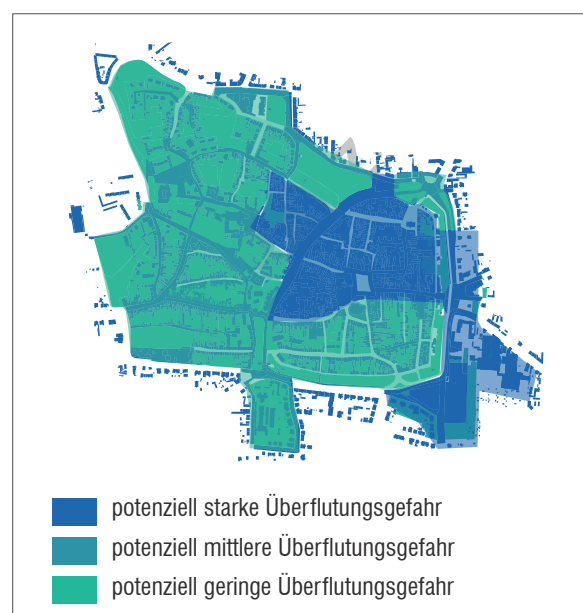 potenziell starke Überflutungsgefahr
potenziell mittlere Überflutungsgefahr
potenziell geringe Überflutungsgefahr